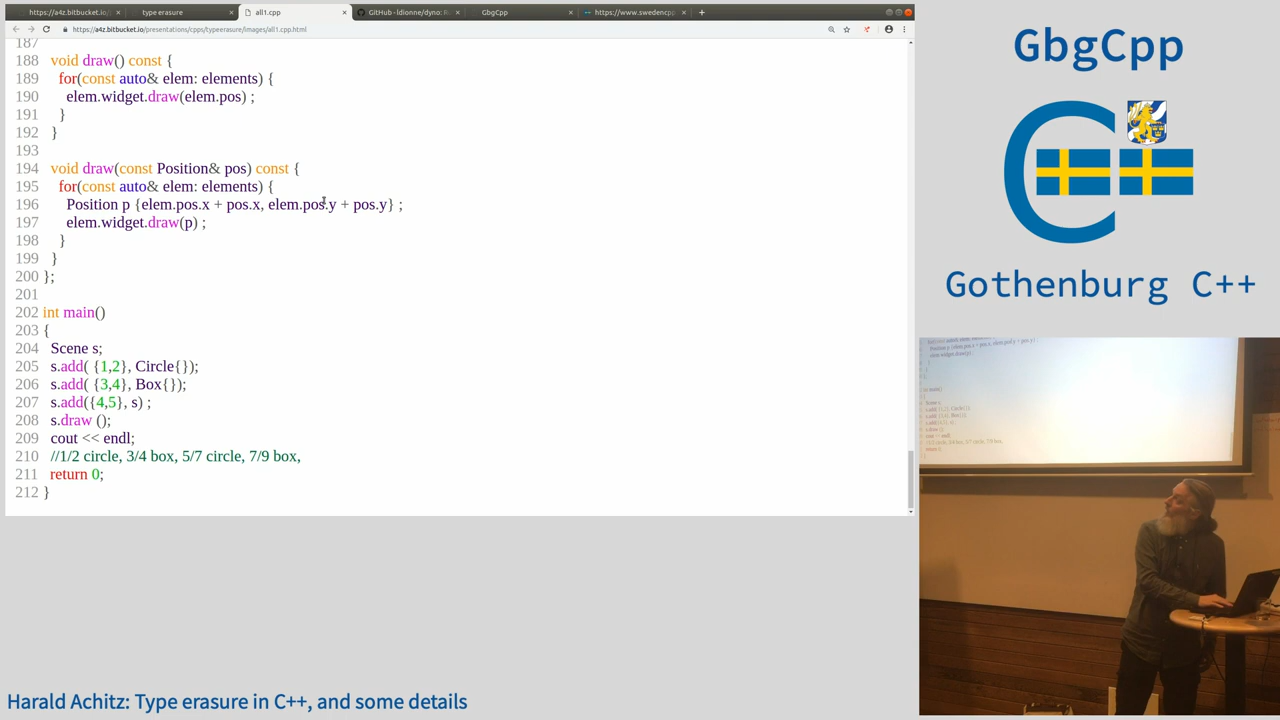 https://a4z.bitbucket.io/p
type erasure
all1.cpp
GitHub - ldionne/dyno: R
GbgCpp
https://www.swedencpp
https://a4z.bitbucket.io/presentations/cpps/typeerasure/images/all1.cpp.html
187
188 void draw() const {
189 for(const auto& elem: elements) {
190 elem.widget.draw(elem.pos) ;
191 }
192 }
193
194 void draw(const Position& pos) const {
195 for(const auto& elem: elements) {
196 Position p {elem.pos.x + pos.x, elem.pos.y + pos.y} ;
197 elem.widget.draw(p) ;
198 }
199 }
200 };
201
202 int main()
203 {
204 Scene s;
205 s.add( {1,2}, Circle{});
206 s.add( {3,4}, Box{});
207 s.add({4,5}, s) ;
208 s.draw ();
209 cout << endl;
210 //1/2 circle, 3/4 box, 5/7 circle, 7/9 box,
211 return 0;
212 }
GbgCpp
Gothenburg C++
Harald Achitz: Type erasure in C++, and some details